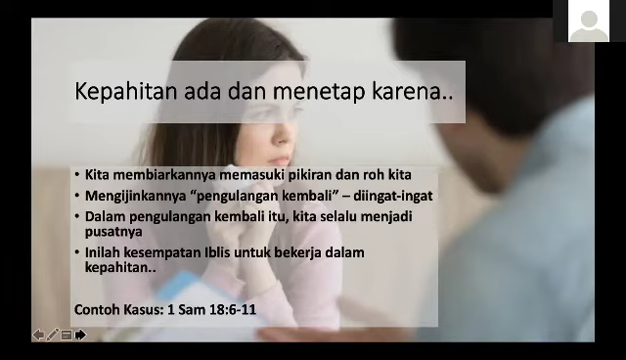 Kepahitan ada dan menetap karena..
• Kita membiarkannya memasuki pikiran dan roh kita
• Mengijinkannya “pengulangan kembali” – diingat-ingat
• Dalam pengulangan kembali itu, kita selalu menjadi
pusatnya
• Inilah kesempatan Iblis untuk bekerja dalam
kepahitan..
Contoh Kasus: 1 Sam 18:6-11